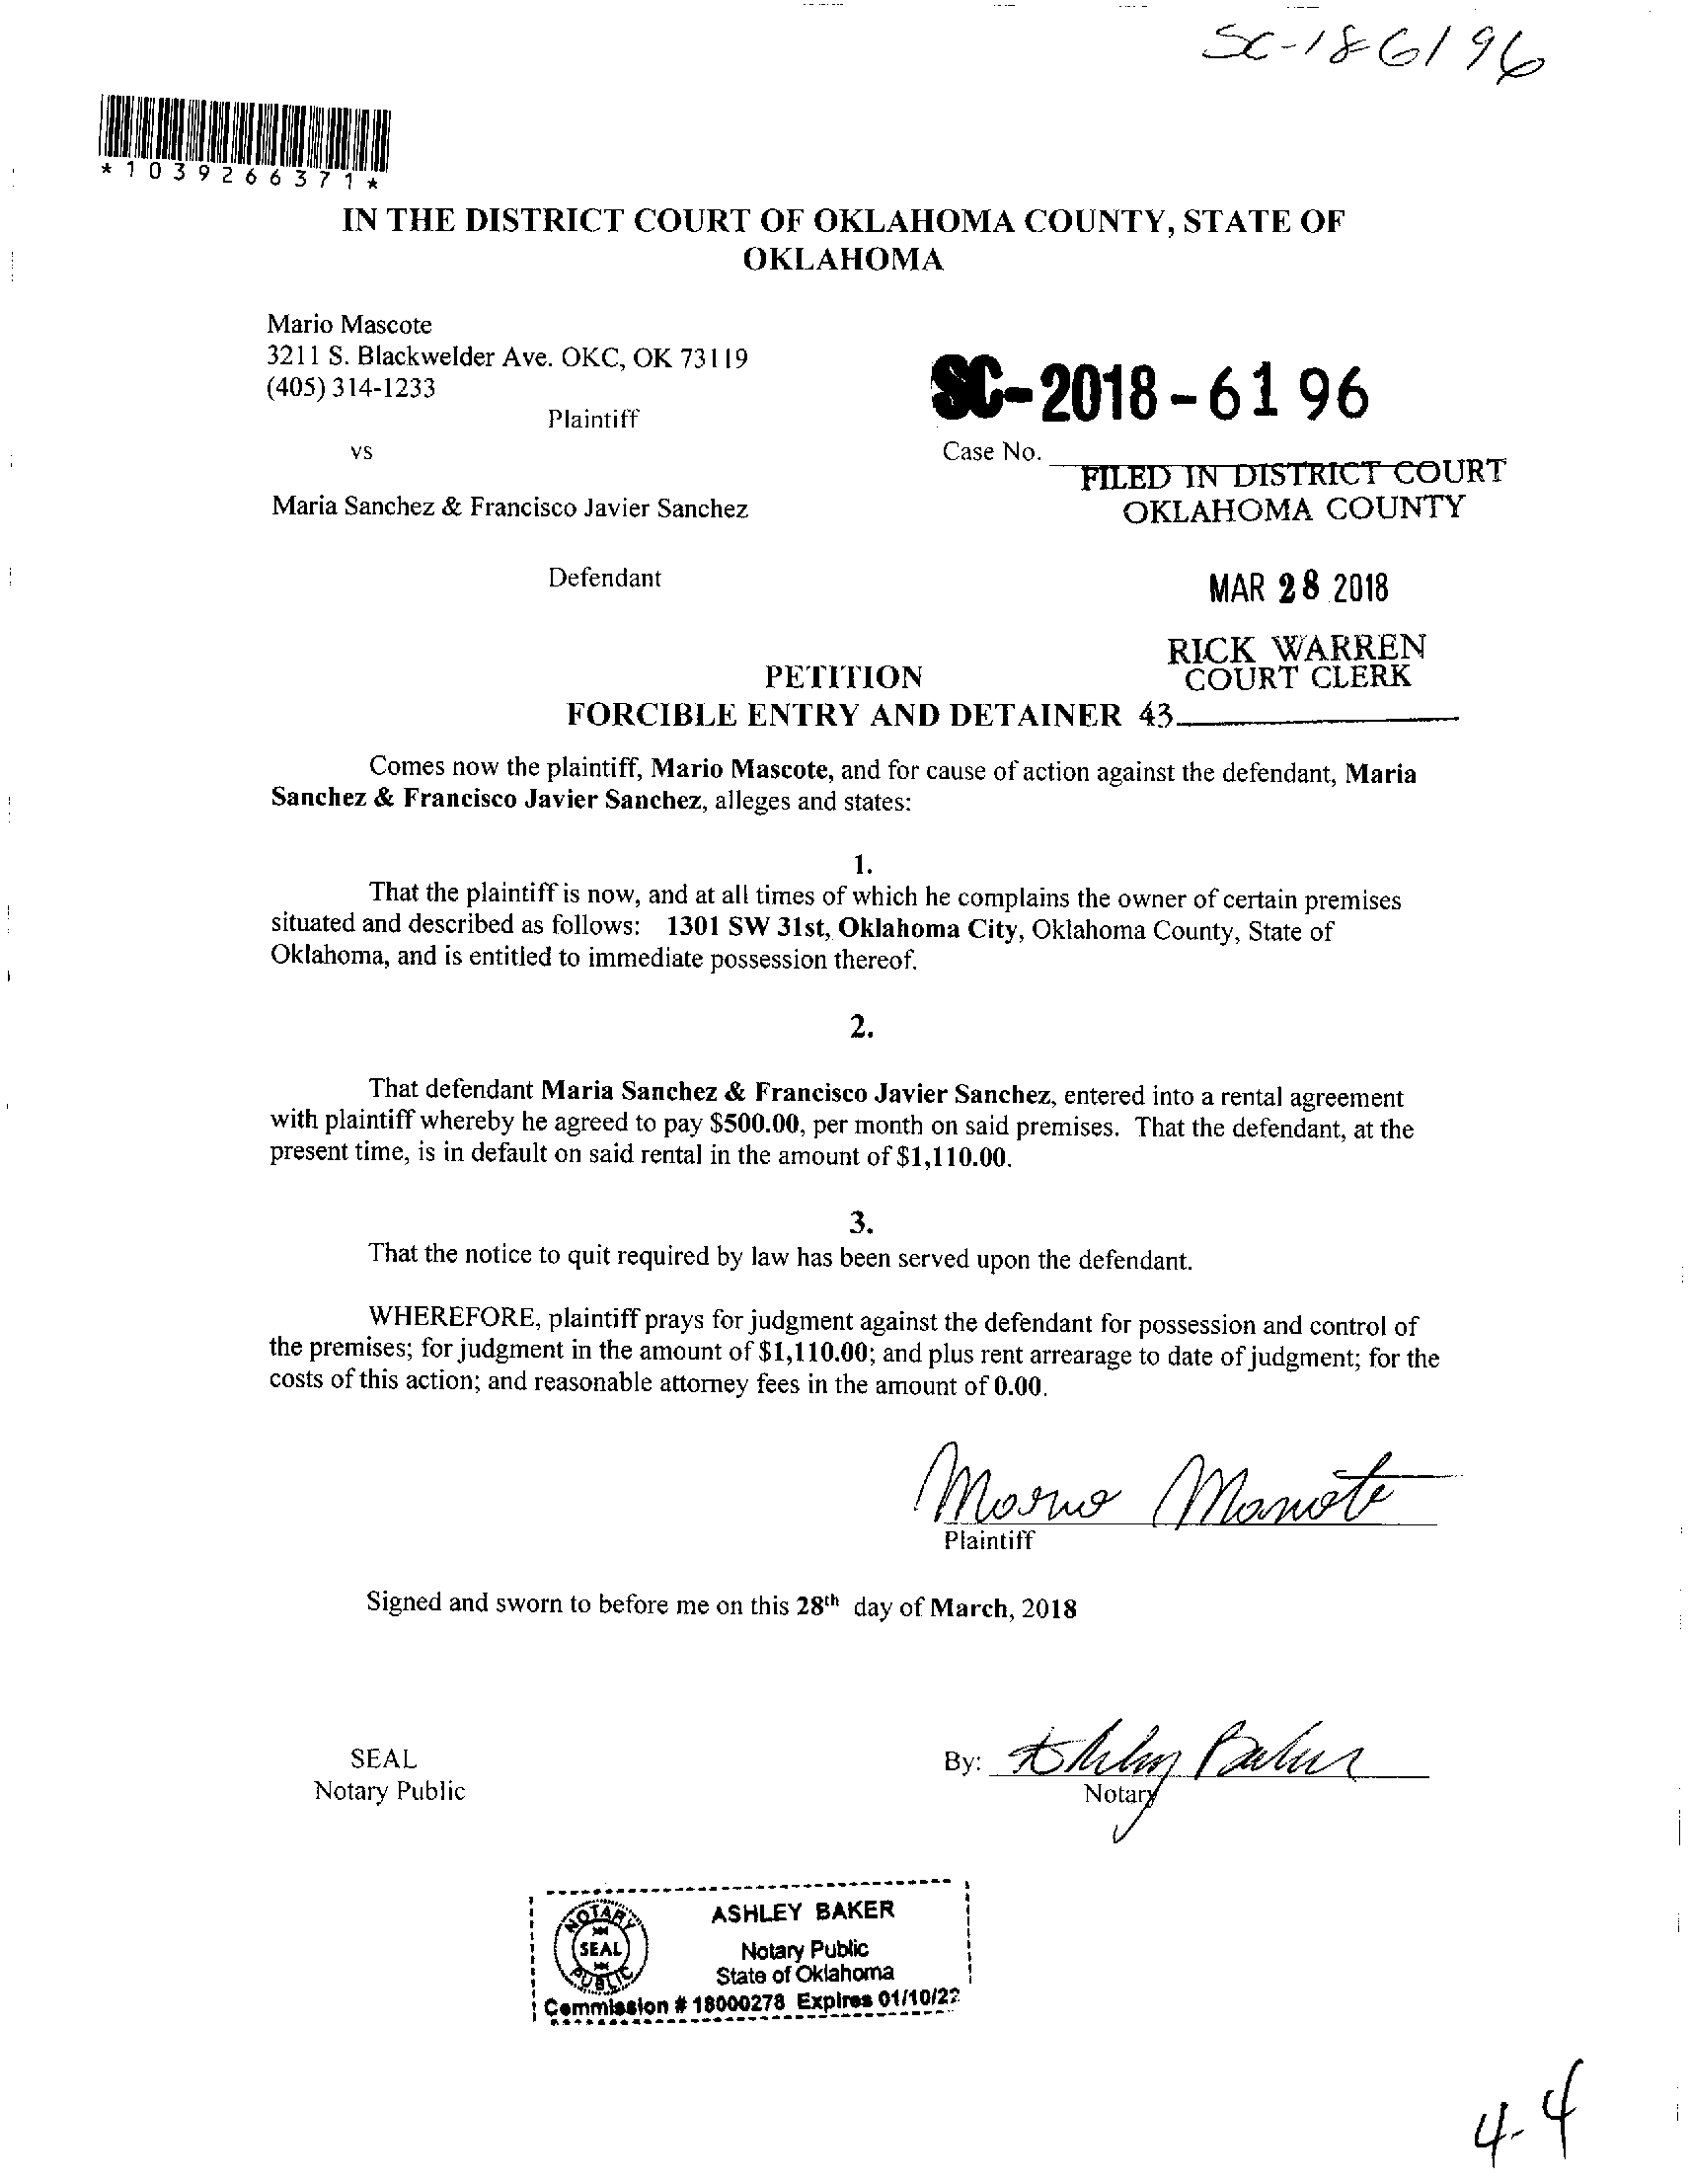 SC-186196
*1039266371*
IN THE DISTRICT COURT OF OKLAHOMA COUNTY, STATE OF
OKLAHOMA
Mario Mascote
3211 S. Blackwelder Ave. OKC, OK 73119
(405) 314-1233
Plaintiff
SC-2018-6196
vs
Case No.
FILED IN DISTRICT COURT
OKLAHOMA COUNTY
Maria Sanchez & Francisco Javier Sanchez
Defendant
MAR 28 2018
RICK WARREN
COURT CLERK
PETITION
FORCIBLE ENTRY AND DETAINER 43
Comes now the plaintiff, Mario Mascote, and for cause of action against the defendant, Maria
Sanchez & Francisco Javier Sanchez, alleges and states:
1.
That the plaintiff is now, and at all times of which he complains the owner of certain premises
situated and described as follows: 1301 SW 31st, Oklahoma City, Oklahoma County, State of
Oklahoma, and is entitled to immediate possession thereof.
2.
That defendant Maria Sanchez & Francisco Javier Sanchez, entered into a rental agreement
with plaintiff whereby he agreed to pay $500.00, per month on said premises. That the defendant, at the
present time, is in default on said rental in the amount of $1,110.00.
3.
That the notice to quit required by law has been served upon the defendant.
WHEREFORE, plaintiff prays for judgment against the defendant for possession and control of
the premises; for judgment in the amount of $1,110.00; and plus rent arrearage to date of judgment; for the
costs of this action; and reasonable attorney fees in the amount of 0.00.
Mario Mascote
Plaintiff
Signed and sworn to before me on this 28th day of March, 2018
SEAL
Notary Public
By: Ashley Baker
Notary
NOTARY
SEAL
PUBLIC
ASHLEY BAKER
Notary Public
State of Oklahoma
Commission # 18000278 Expires 01/10/22
4-4